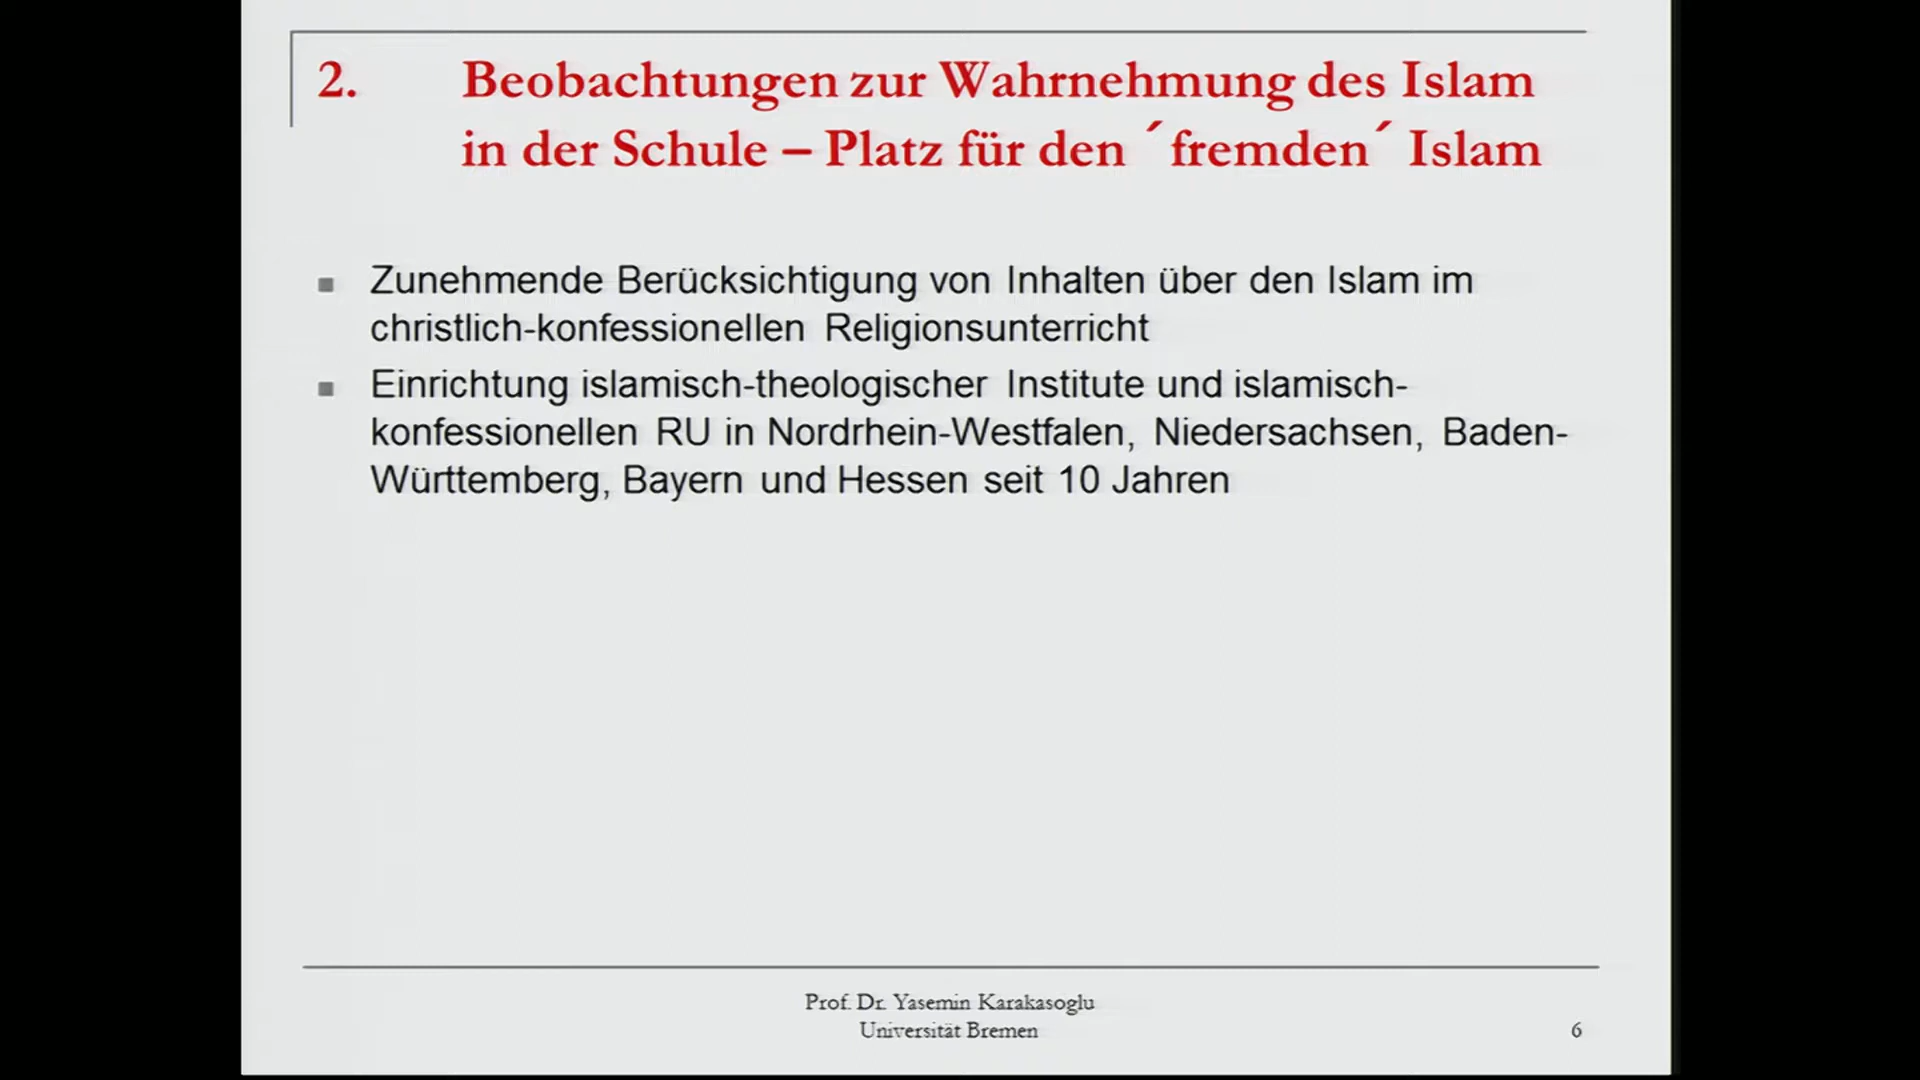 2. Beobachtungen zur Wahrnehmung des Islam
in der Schule – Platz für den ´fremden´ Islam
Zunehmende Berücksichtigung von Inhalten über den Islam im
christlich-konfessionellen Religionsunterricht
Einrichtung islamisch-theologischer Institute und islamisch-
konfessionellen RU in Nordrhein-Westfalen, Niedersachsen, Baden-
Württemberg, Bayern und Hessen seit 10 Jahren
Prof. Dr. Yasemin Karakasoglu
Universität Bremen
6